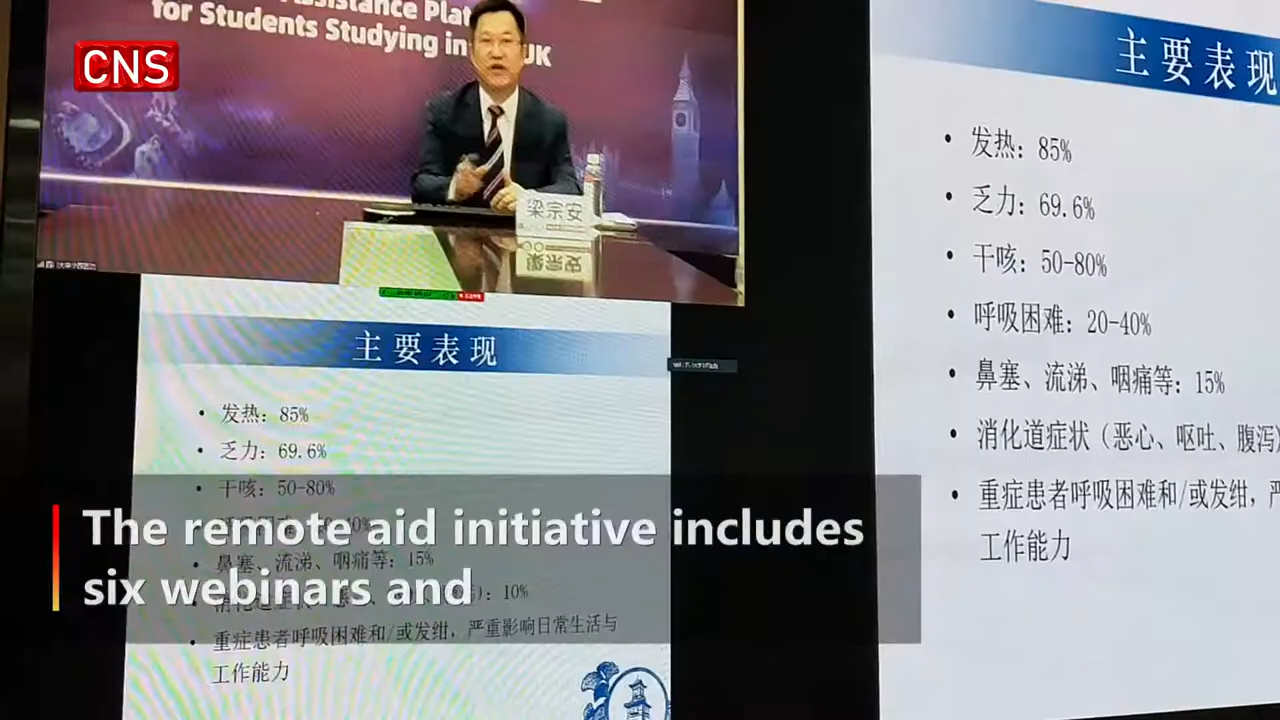 Assistance Plat
for Students Studying in UK
CNS
梁宗安
主要表现
• 发热：85%
• 乏力：69.6%
• 干咳：50-80%
• 鼻塞、流涕、咽痛等：15%
：10%
• 重症患者呼吸困难和/或发绀，严重影响日常生活与
工作能力
主要表现
• 发热：85%
• 乏力：69.6%
• 干咳：50-80%
• 呼吸困难：20-40%
• 鼻塞、流涕、咽痛等：15%
• 消化道症状（恶心、呕吐、腹泻）
• 重症患者呼吸困难和/或发绀，严
工作能力
The remote aid initiative includes
six webinars and